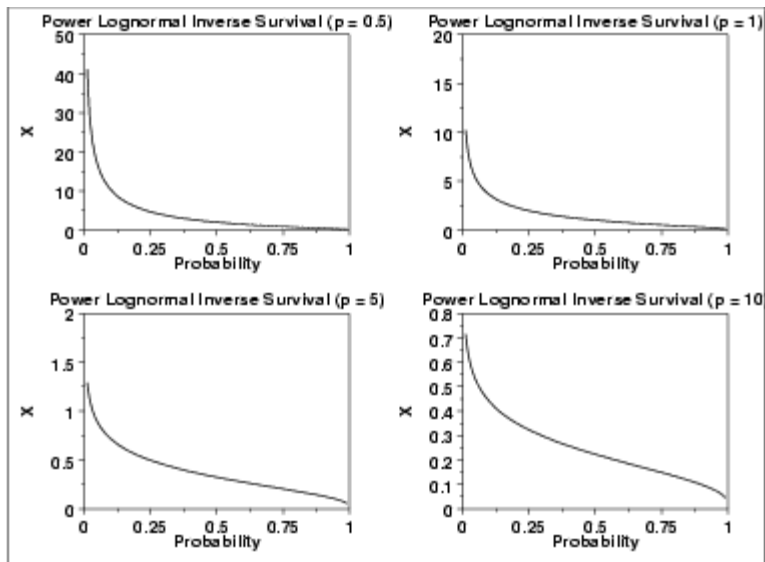 Power Lognormal Inverse Survival (p = 0.5)
50
40
30
20
10
0
X
0 0.25 0.5 0.75 1
Probability
Power Lognormal Inverse Survival (p = 1)
20
15
10
5
0
X
0 0.25 0.5 0.75 1
Probability
Power Lognormal Inverse Survival (p = 5)
2
1.5
1
0.5
0
X
0 0.25 0.5 0.75 1
Probability
Power Lognormal Inverse Survival (p = 10
0.8
0.7
0.6
0.5
0.4
0.3
0.2
0.1
0
X
0 0.25 0.5 0.75 1
Probability